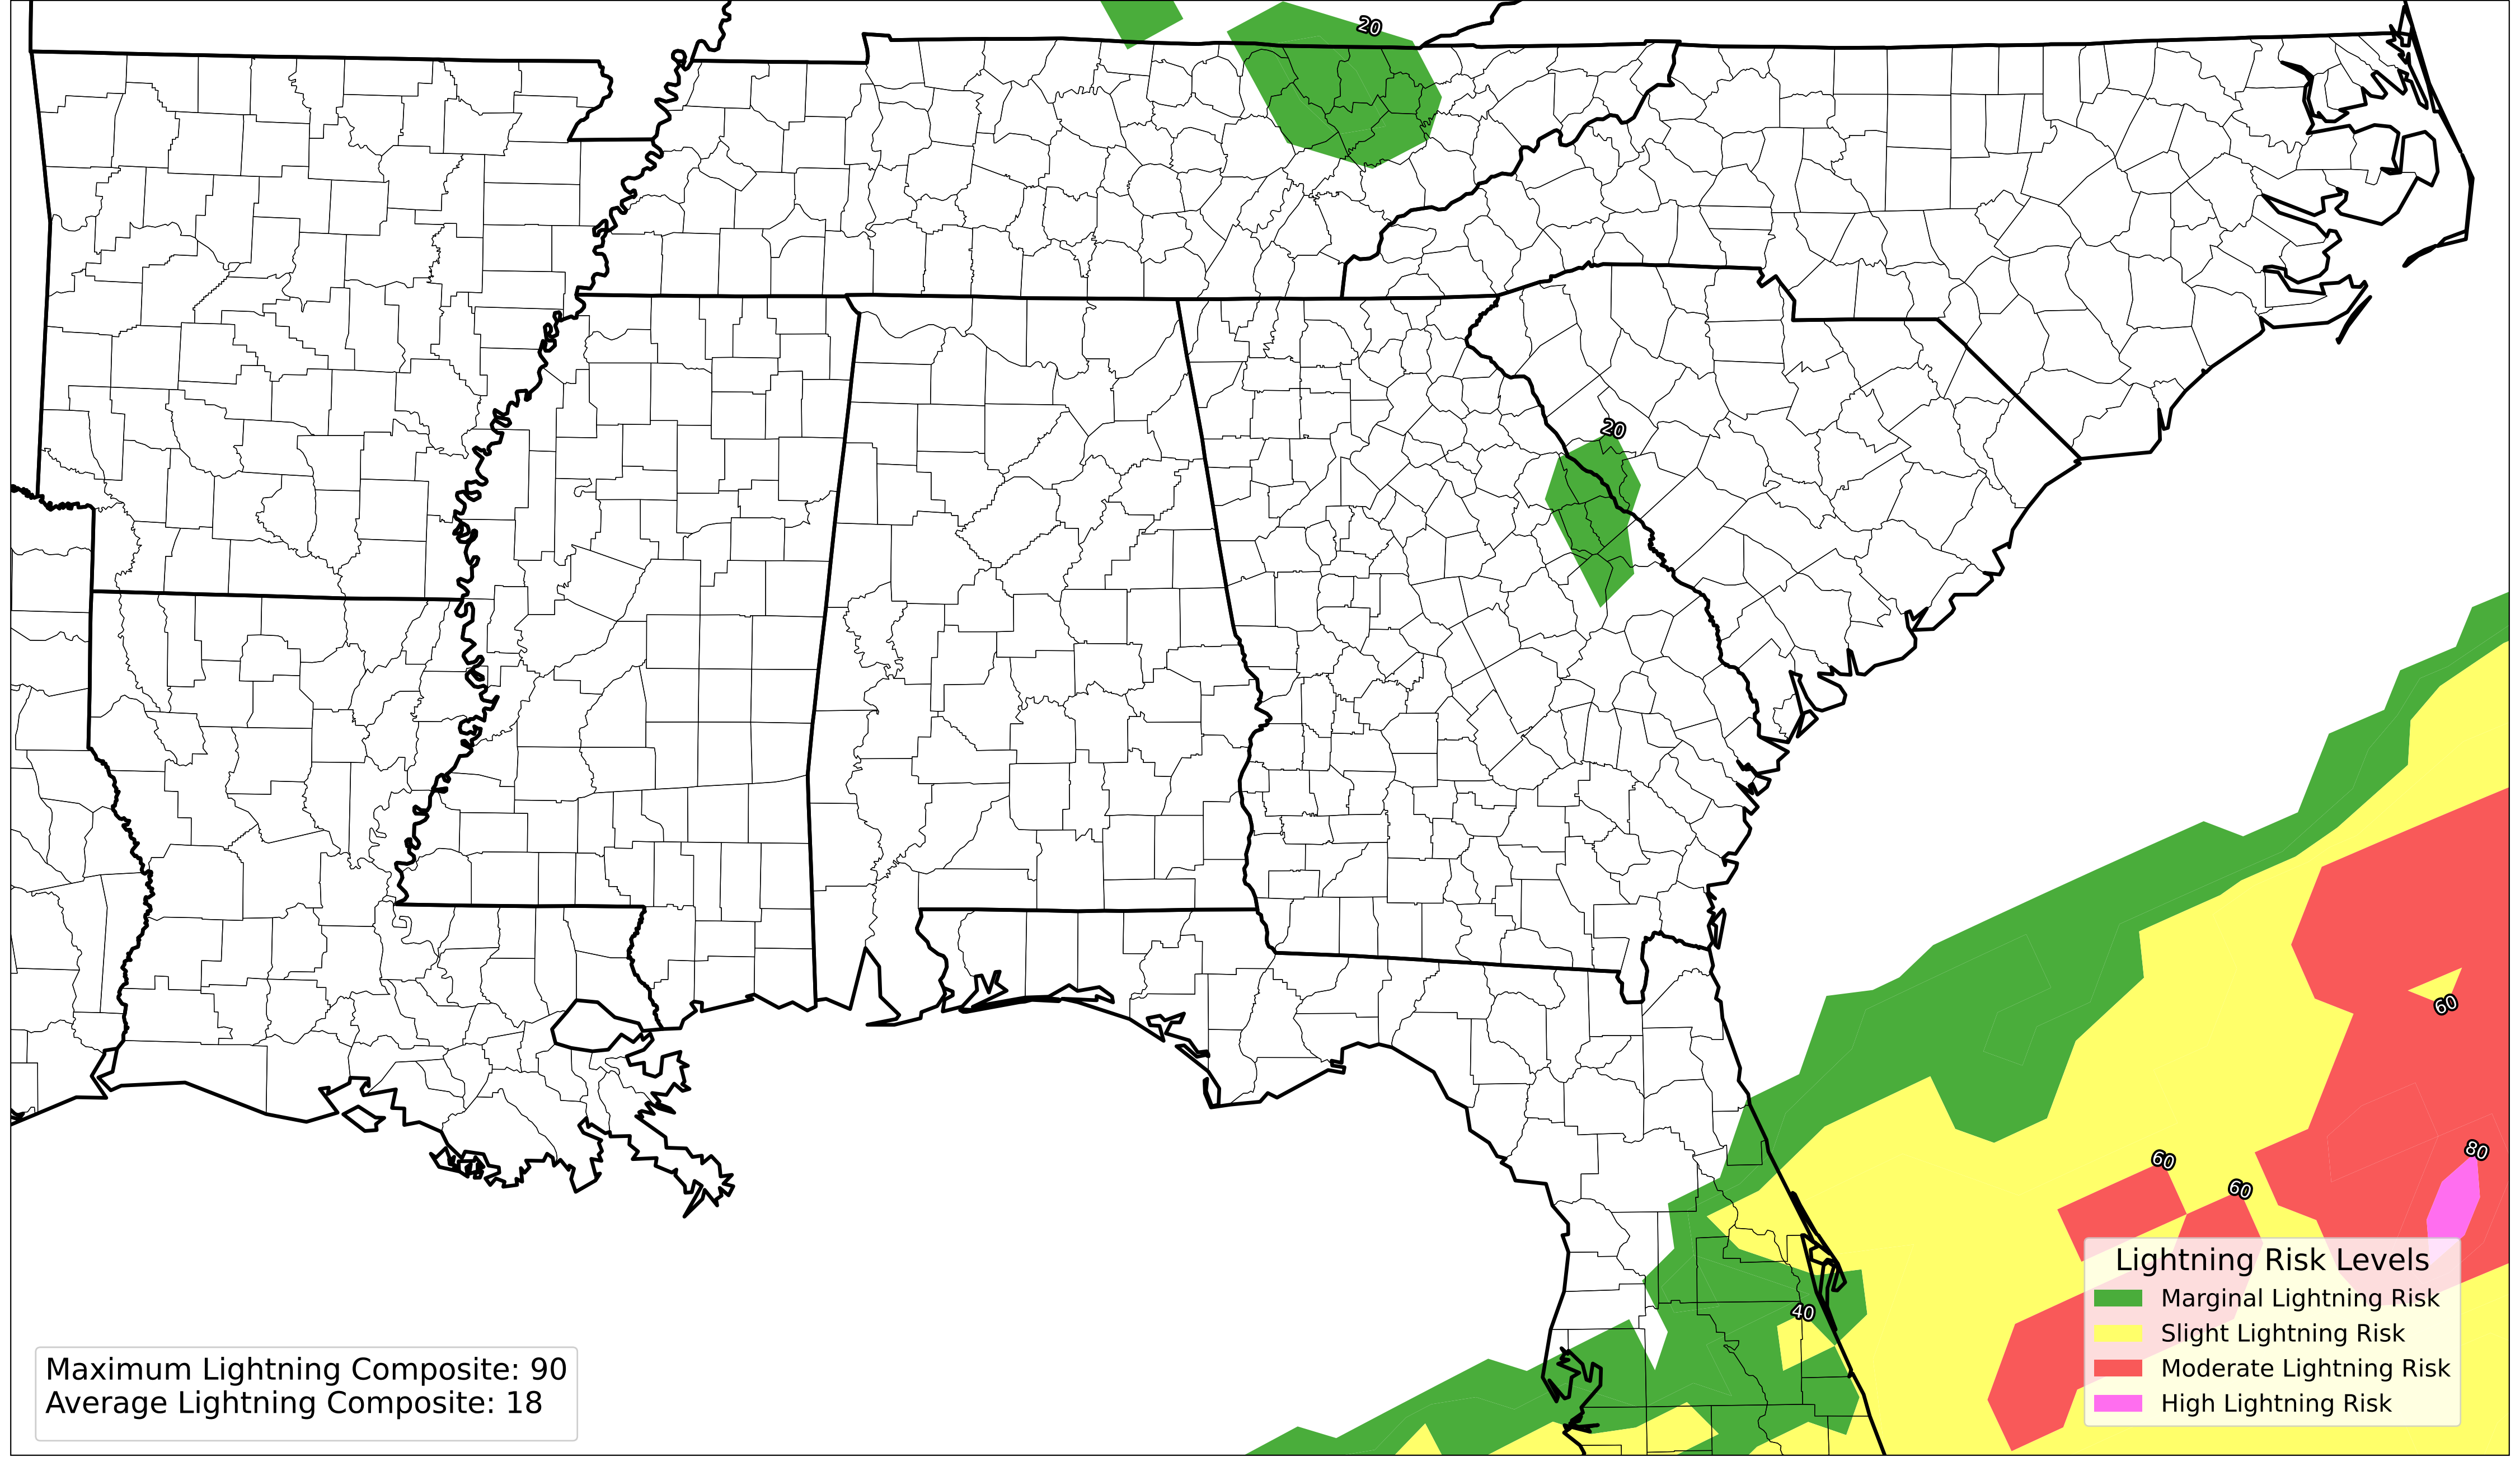 20
20
60
60
80
60
40
Lightning Risk Levels
Marginal Lightning Risk
Slight Lightning Risk
Moderate Lightning Risk
High Lightning Risk
Maximum Lightning Composite: 90
Average Lightning Composite: 18